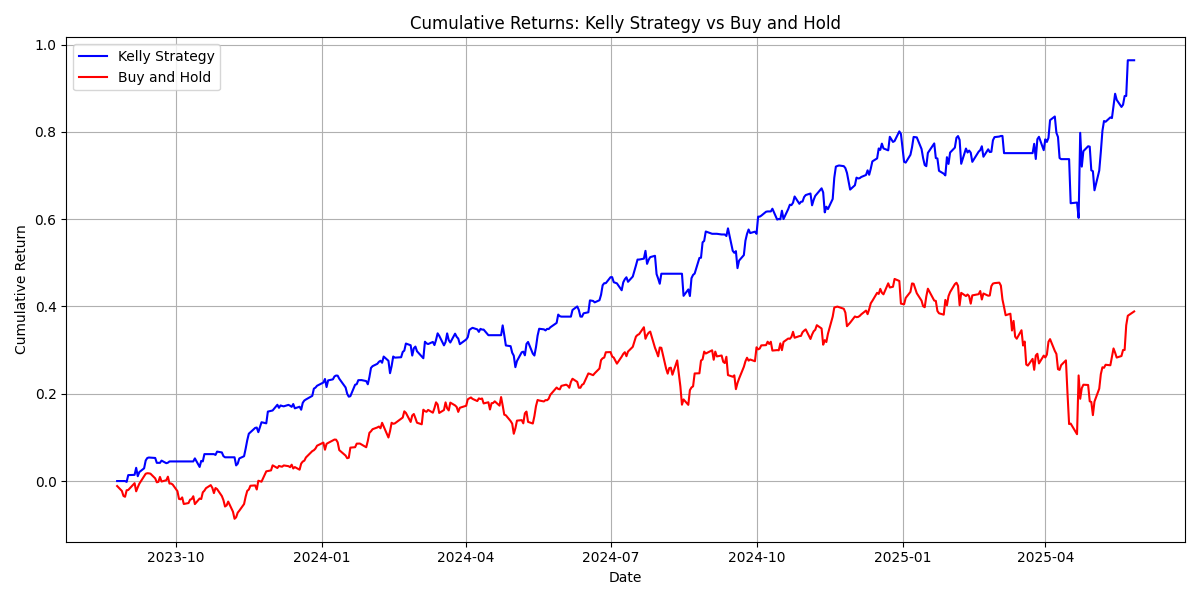 Cumulative Returns: Kelly Strategy vs Buy and Hold
Kelly Strategy
Buy and Hold
Cumulative Return
1.0
0.8
0.6
0.4
0.2
0.0
2023-10
2024-01
2024-04
2024-07
2024-10
2025-01
2025-04
Date